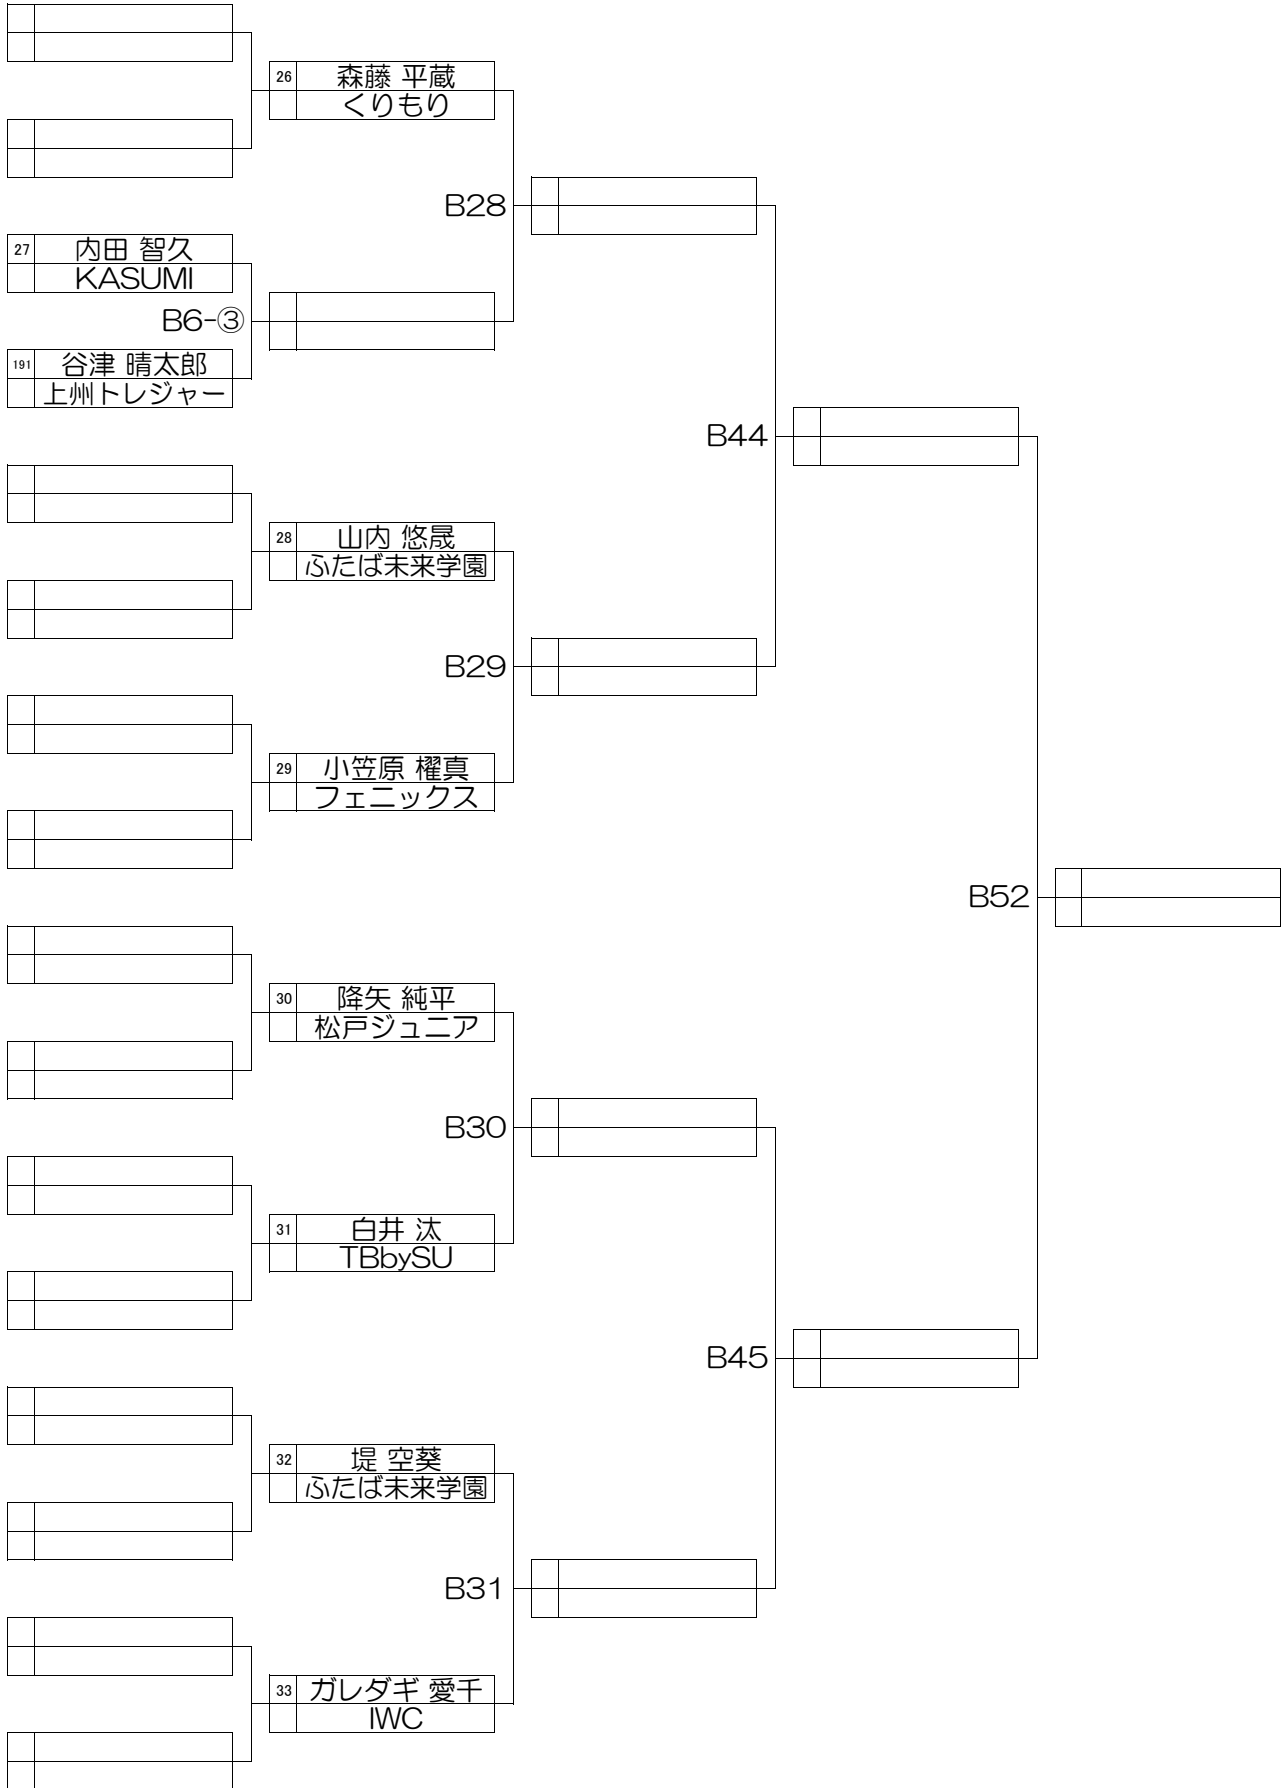 26 森藤 平蔵
くりもり
B28
27 内田 智久
KASUMI
B6-③
191 谷津 晴太郎
上州トレジャー
B44
28 山内 悠晟
ふたば未来学園
B29
29 小笠原 櫂真
フェニックス
B52
30 降矢 純平
松戸ジュニア
B30
31 白井 汰
TBbySU
B45
32 堤 空葵
ふたば未来学園
B31
33 ガレダギ 愛千
IWC